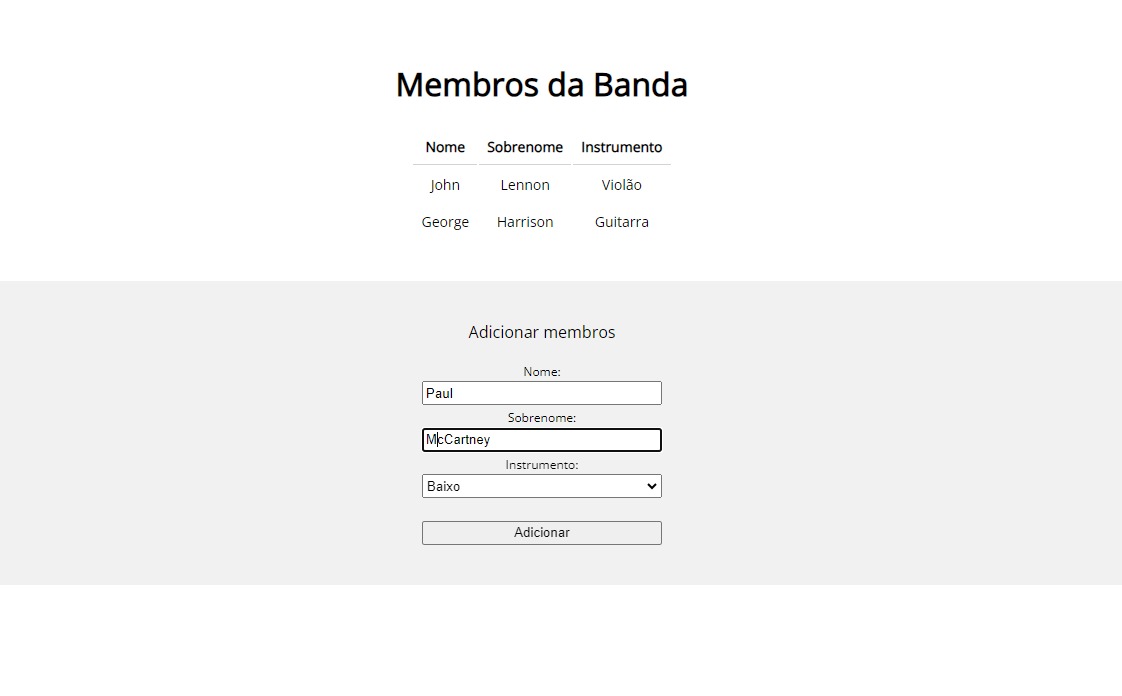 Membros da Banda
Nome Sobrenome Instrumento
John Lennon Violão
George Harrison Guitarra
Adicionar membros
Nome:
Paul
Sobrenome:
McCartney
Instrumento:
Baixo
Adicionar